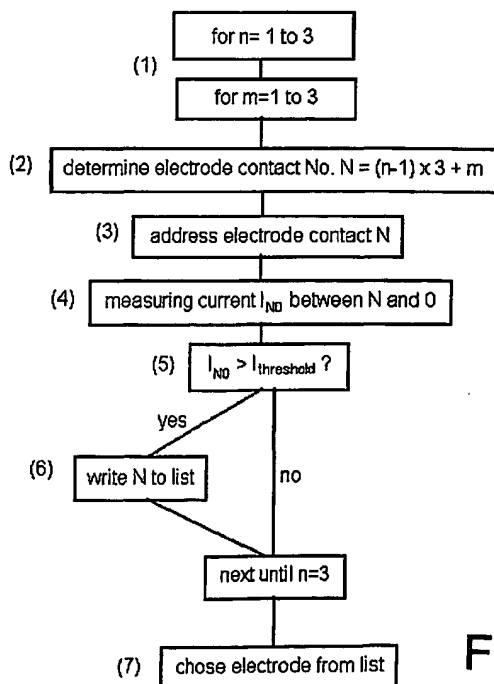 for n= 1 to 3
(1)
for m=1 to 3
(2) determine electrode contact No. N = (n-1) x 3 + m
(3) address electrode contact N
(4) measuring current I_N0 between N and 0
(5) I_N0 > I_threshold ?
yes
(6) write N to list
no
next until n=3
(7) chose electrode from list
F